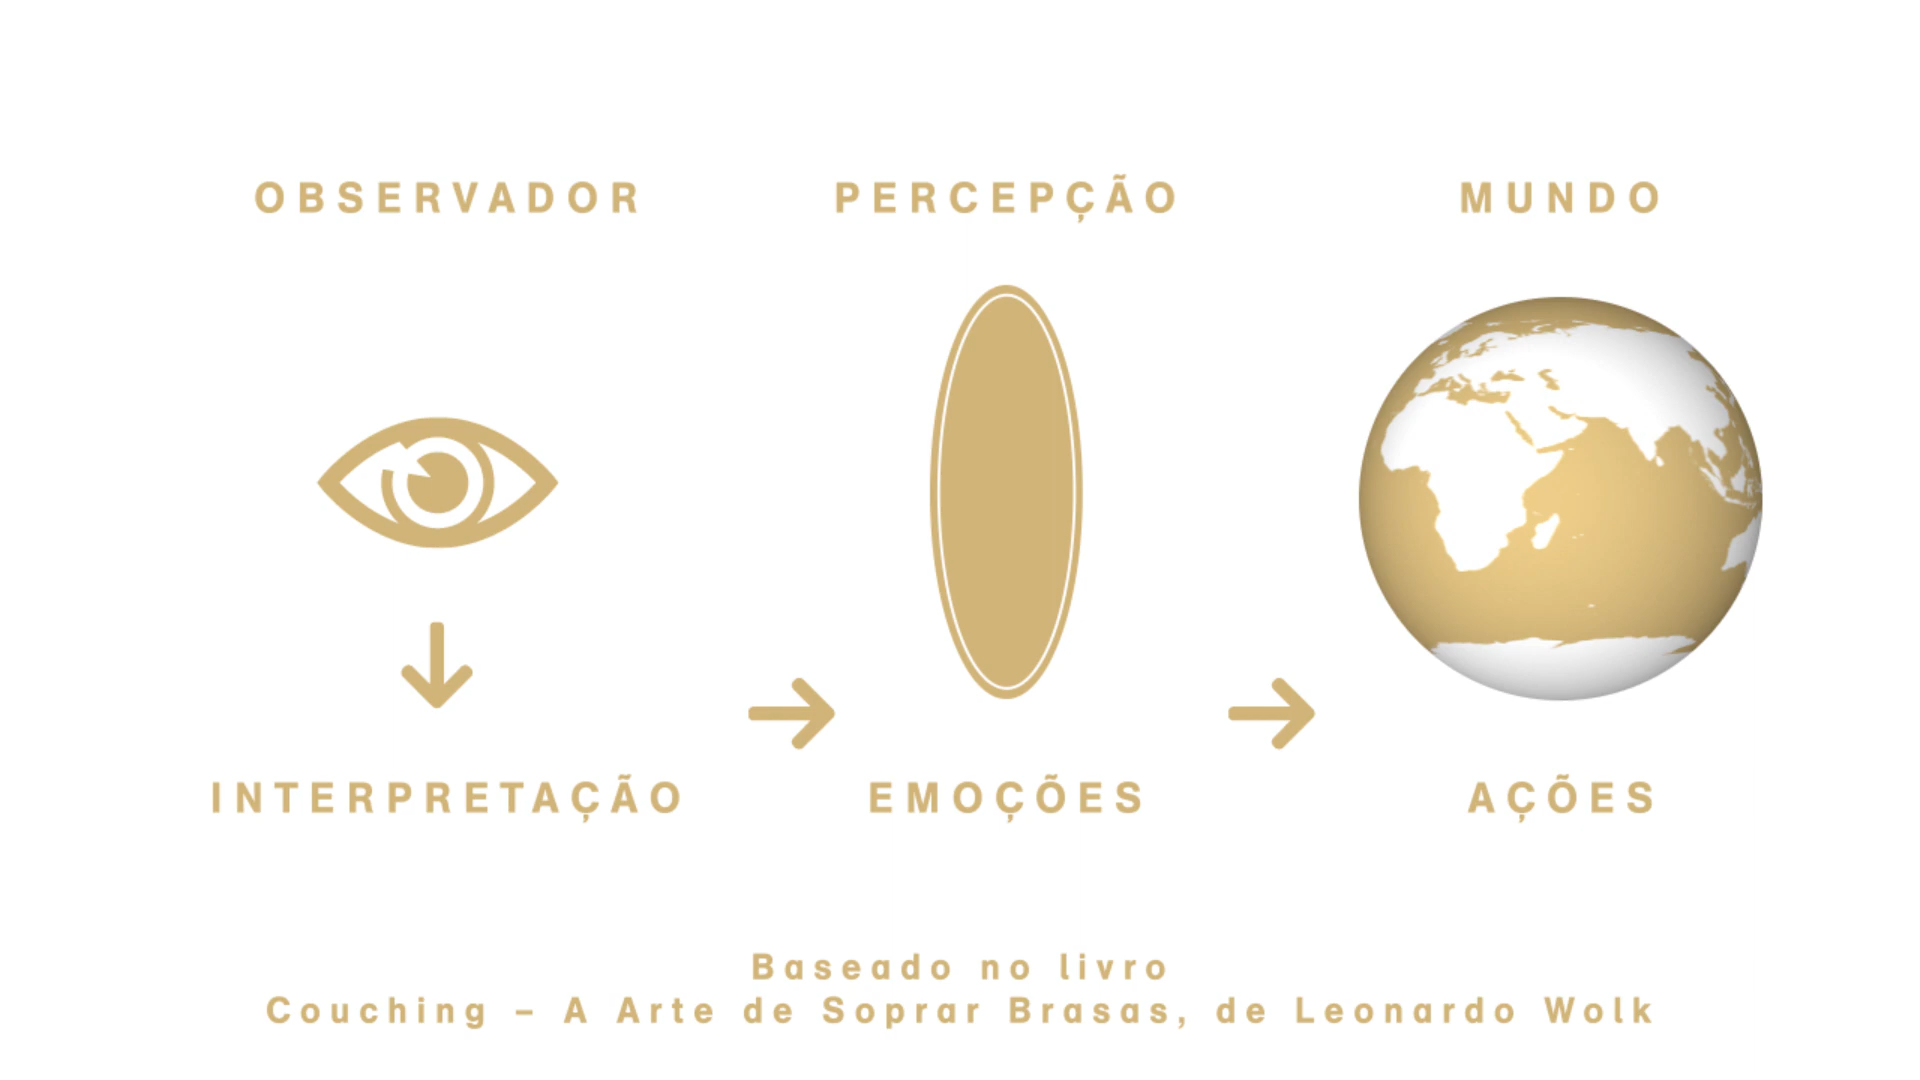 OBSERVADOR PERCEPÇÃO MUNDO
INTERPRETAÇÃO EMOÇÕES AÇÕES
Baseado no livro
Couching – A Arte de Soprar Brasas, de Leonardo Wolk